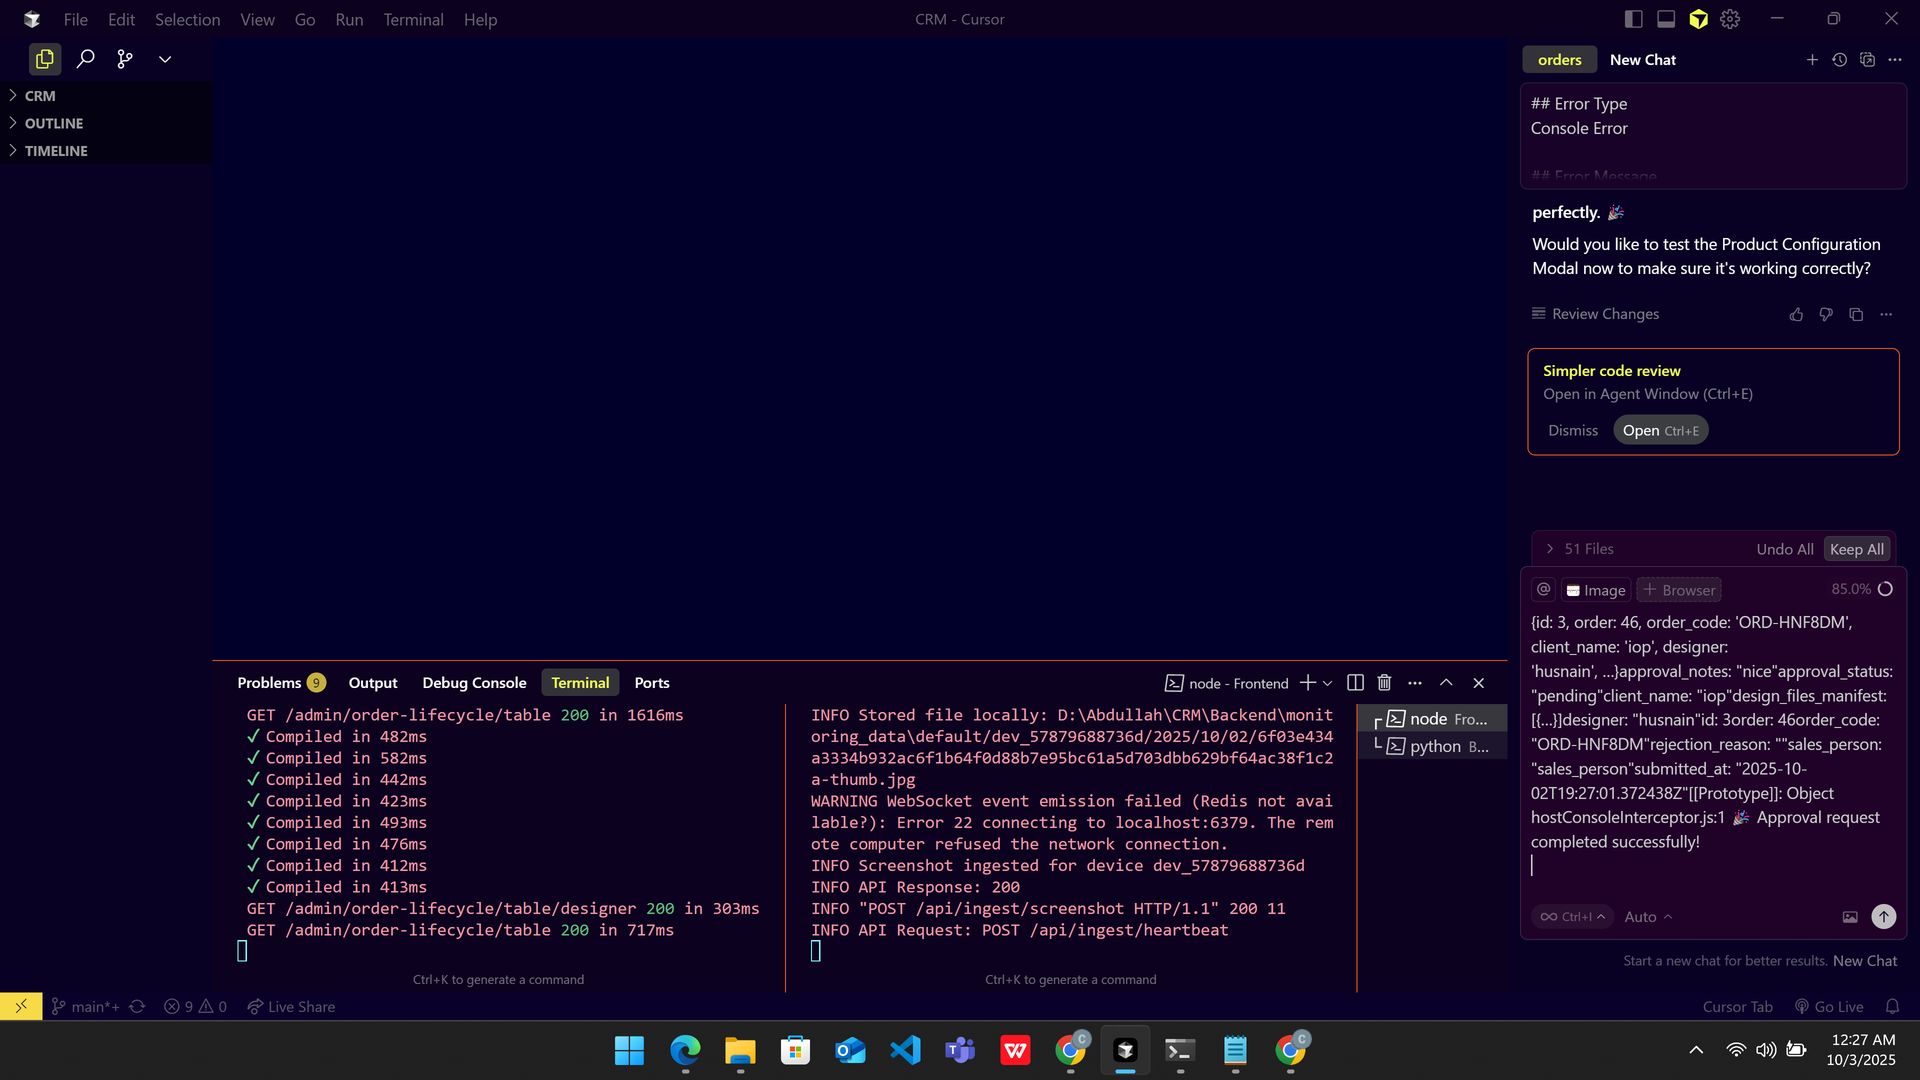 File Edit Selection View Go Run Terminal Help
CRM - Cursor
CRM
OUTLINE
TIMELINE
orders New Chat
## Error Type
Console Error
## Error Message
perfectly. 🎉
Would you like to test the Product Configuration
Modal now to make sure it's working correctly?
Review Changes
Simpler code review
Open in Agent Window (Ctrl+E)
Dismiss Open Ctrl+E
51 Files Undo All Keep All
@ Image + Browser 85.0%
{id: 3, order: 46, order_code: 'ORD-HNF8DM',
client_name: 'iop', designer:
'husnain', …}approval_notes: "nice"approval_status:
"pending"client_name: "iop"design_files_manifest:
[{…}]designer: "husnain"id: 3order: 46order_code:
"ORD-HNF8DM"rejection_reason: ""sales_person:
"sales_person"submitted_at: "2025-10-
02T19:27:01.372438Z"[[Prototype]]: Object
hostConsoleInterceptor.js:1 🎉 Approval request
completed successfully!
∞ Ctrl+I Auto
Start a new chat for better results. New Chat
Problems 9 Output Debug Console Terminal Ports
node - Frontend
GET /admin/order-lifecycle/table 200 in 1616ms
✓ Compiled in 482ms
✓ Compiled in 582ms
✓ Compiled in 442ms
✓ Compiled in 423ms
✓ Compiled in 493ms
✓ Compiled in 476ms
✓ Compiled in 412ms
✓ Compiled in 413ms
GET /admin/order-lifecycle/table/designer 200 in 303ms
GET /admin/order-lifecycle/table 200 in 717ms
Ctrl+K to generate a command
INFO Stored file locally: D:\Abdullah\CRM\Backend\monit
oring_data\default/dev_57879688736d/2025/10/02/6f03e434
a3334b932ac6f1b64f0d88b7e95bc61a5d703dbb629bf64ac38f1c2
a-thumb.jpg
WARNING WebSocket event emission failed (Redis not avai
lable?): Error 22 connecting to localhost:6379. The rem
ote computer refused the network connection.
INFO Screenshot ingested for device dev_57879688736d
INFO API Response: 200
INFO "POST /api/ingest/screenshot HTTP/1.1" 200 11
INFO API Request: POST /api/ingest/heartbeat
Ctrl+K to generate a command
node Fro...
python B...
main*+ 9 0 Live Share
Cursor Tab Go Live
12:27 AM
10/3/2025